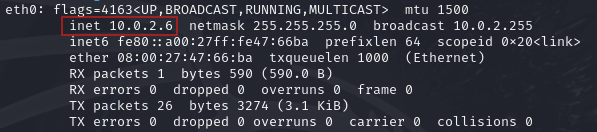 eth0: flags=4163<UP,BROADCAST,RUNNING,MULTICAST>  mtu 1500
inet 10.0.2.6  netmask 255.255.255.0  broadcast 10.0.2.255
inet6 fe80::a00:27ff:fe47:66ba  prefixlen 64  scopeid 0×20<link>
ether 08:00:27:47:66:ba  txqueuelen 1000  (Ethernet)
RX packets 1  bytes 590 (590.0 B)
RX errors 0  dropped 0  overruns 0  frame 0
TX packets 26  bytes 3274 (3.1 KiB)
TX errors 0  dropped 0 overruns 0  carrier 0  collisions 0